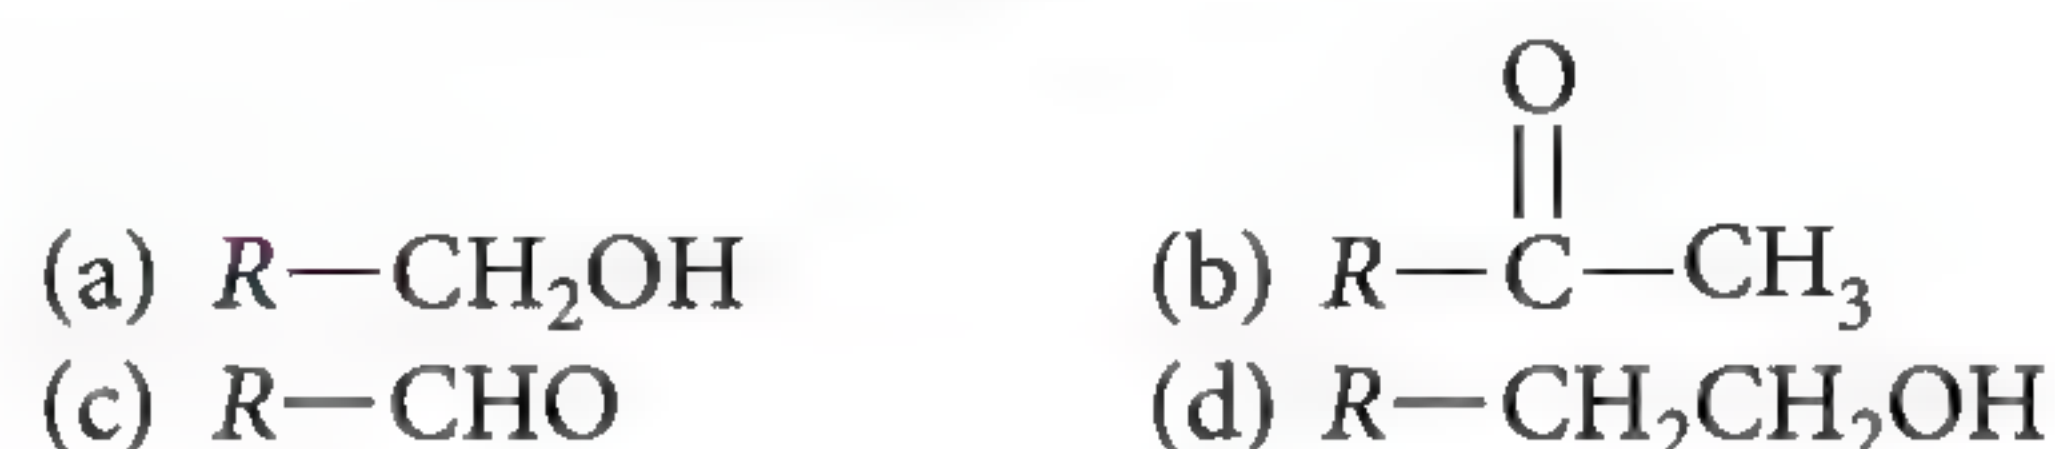 O
(a) R—CH₂OH (b) R—C—CH₃
(c) R—CHO (d) R—CH₂CH₂OH